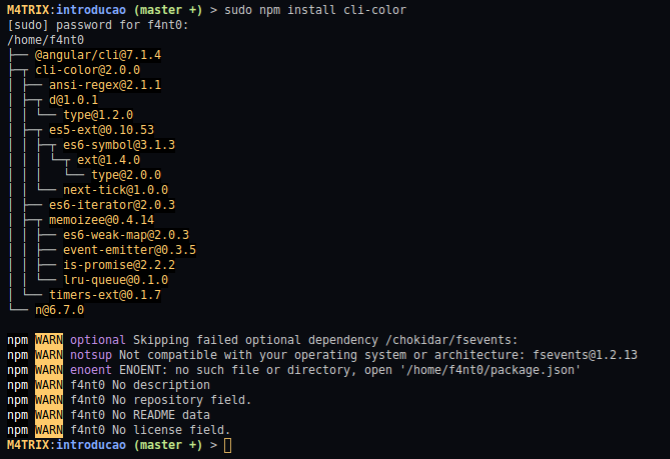 M4TRIX:introducao (master +) > sudo npm install cli-color
[sudo] password for f4nt0:
/home/f4nt0
├── @angular/cli@7.1.4
├─┬ cli-color@2.0.0
│ ├── ansi-regex@2.1.1
│ ├─┬ d@1.0.1
│ │ └── type@1.2.0
│ ├─┬ es5-ext@0.10.53
│ │ ├─┬ es6-symbol@3.1.3
│ │ │ └─┬ ext@1.4.0
│ │ │   └── type@2.0.0
│ │ └── next-tick@1.0.0
│ ├── es6-iterator@2.0.3
│ ├─┬ memoizee@0.4.14
│ │ ├── es6-weak-map@2.0.3
│ │ ├── event-emitter@0.3.5
│ │ ├── is-promise@2.2.2
│ │ └── lru-queue@0.1.0
│ └── timers-ext@0.1.7
└── n@6.7.0
npm WARN optional Skipping failed optional dependency /chokidar/fsevents:
npm WARN notsup Not compatible with your operating system or architecture: fsevents@1.2.13
npm WARN enoent ENOENT: no such file or directory, open '/home/f4nt0/package.json'
npm WARN f4nt0 No description
npm WARN f4nt0 No repository field.
npm WARN f4nt0 No README data
npm WARN f4nt0 No license field.
M4TRIX:introducao (master +) >